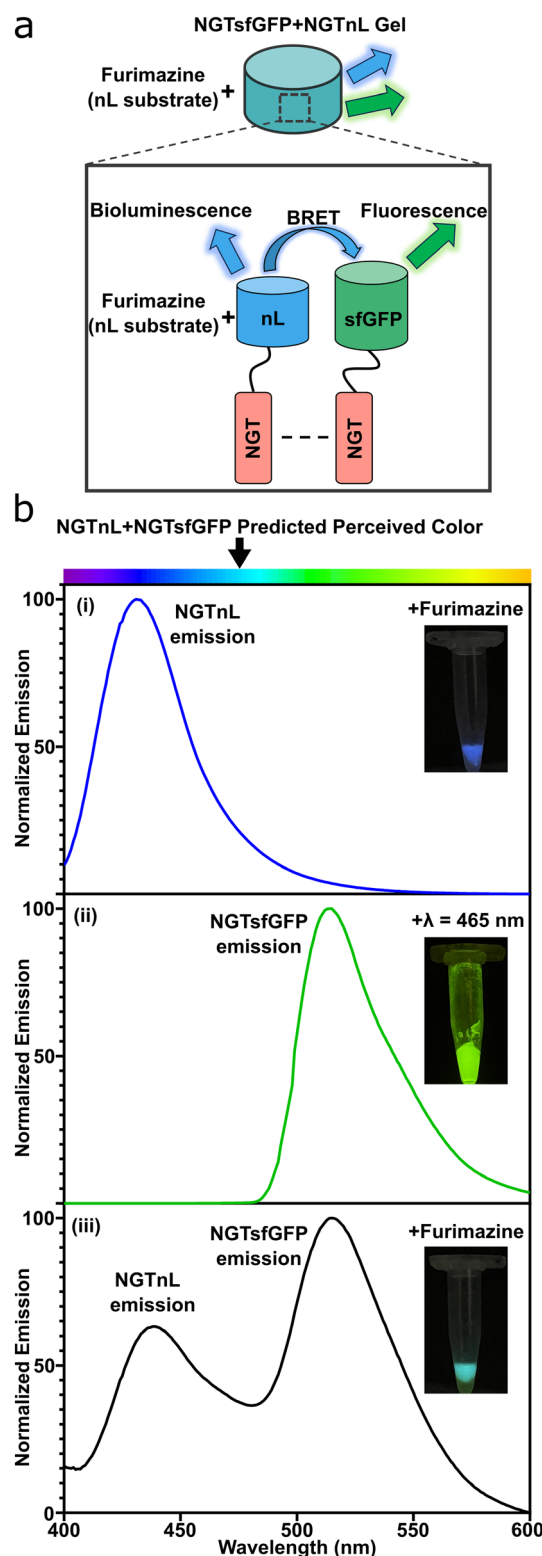 a
NGTsfGFP+NGTnL Gel
Furimazine
(nL substrate)
+
Bioluminescence
BRET
Fluorescence
Furimazine
(nL substrate)
+
nL
sfGFP
NGT
NGT
b
NGTnL+NGTsfGFP Predicted Perceived Color
(i)
NGTnL
emission
+Furimazine
100
50
Normalized Emission
(ii)
NGTsfGFP
emission
+λ = 465 nm
100
50
Normalized Emission
(iii)
NGTsfGFP
emission
+Furimazine
NGTnL
emission
100
50
0
Normalized Emission
400
450
500
550
600
Wavelength (nm)